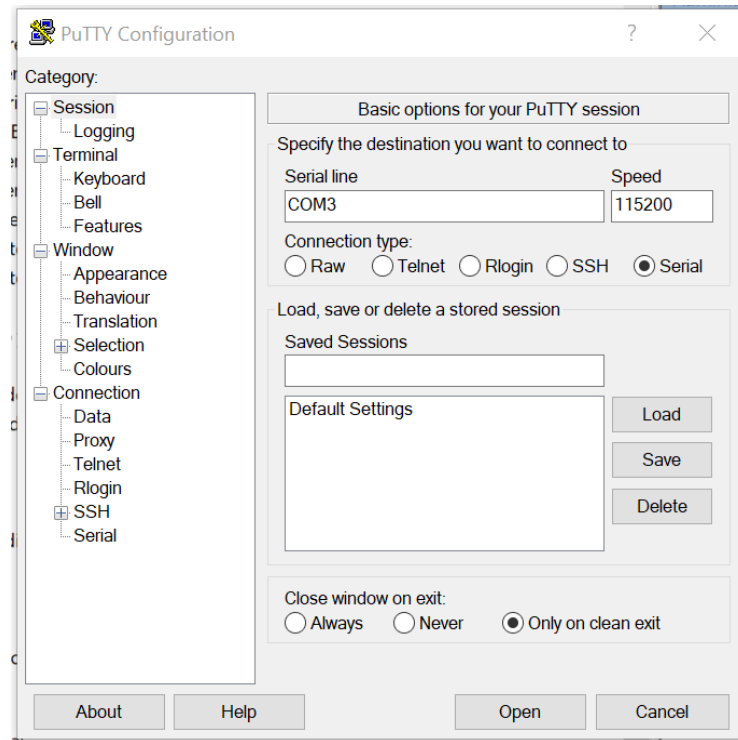 PuTTY Configuration
?
Category:
Session
Logging
Terminal
Keyboard
Bell
Features
Window
Appearance
Behaviour
Translation
Selection
Colours
Connection
Data
Proxy
Telnet
Rlogin
SSH
Serial
Basic options for your PuTTY session
Specify the destination you want to connect to
Serial line Speed
COM3 115200
Connection type:
Raw Telnet Rlogin SSH Serial
Load, save or delete a stored session
Saved Sessions
Default Settings
Load
Save
Delete
Close window on exit:
Always Never Only on clean exit
About Help Open Cancel